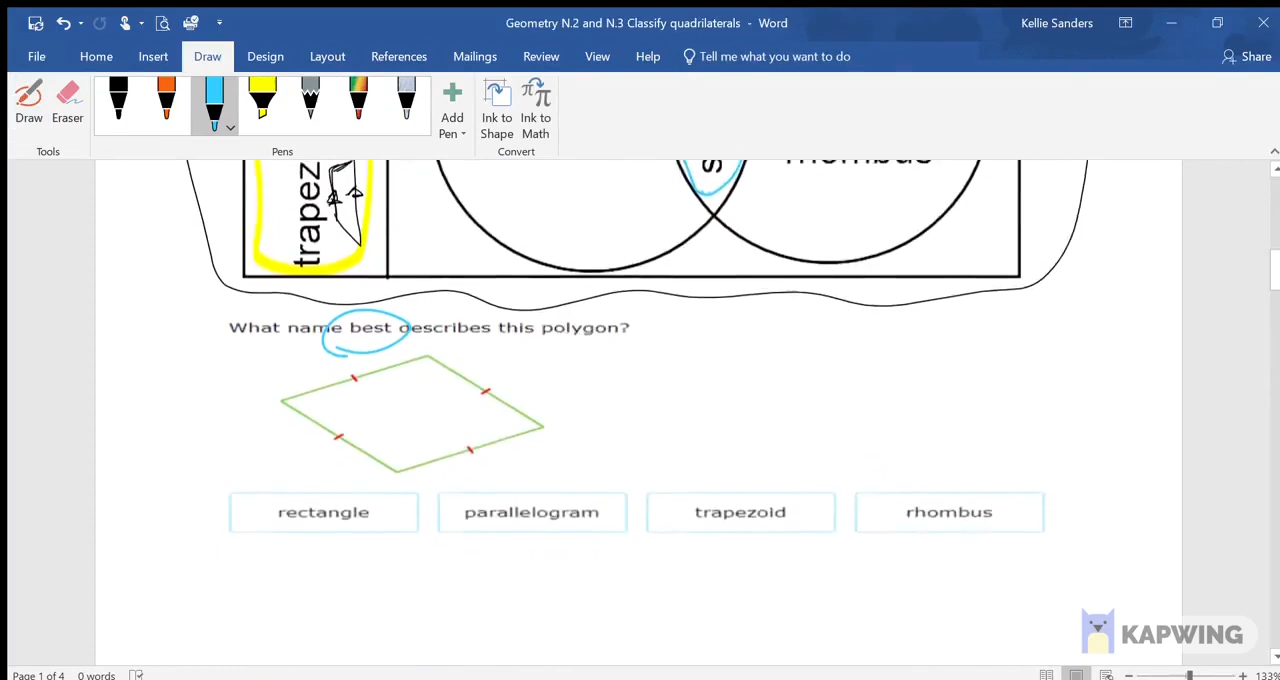 Geometry N.2 and N.3 Classify quadrilaterals - Word
Kellie Sanders
File Home Insert Draw Design Layout References Mailings Review View Help Tell me what you want to do Share
Draw Eraser Add Pen Ink to Shape Ink to Math
Tools Pens Convert
trapez
rhombus
s
What name best describes this polygon?
rectangle parallelogram trapezoid rhombus
KAPWING
Page 1 of 4 0 words 133%